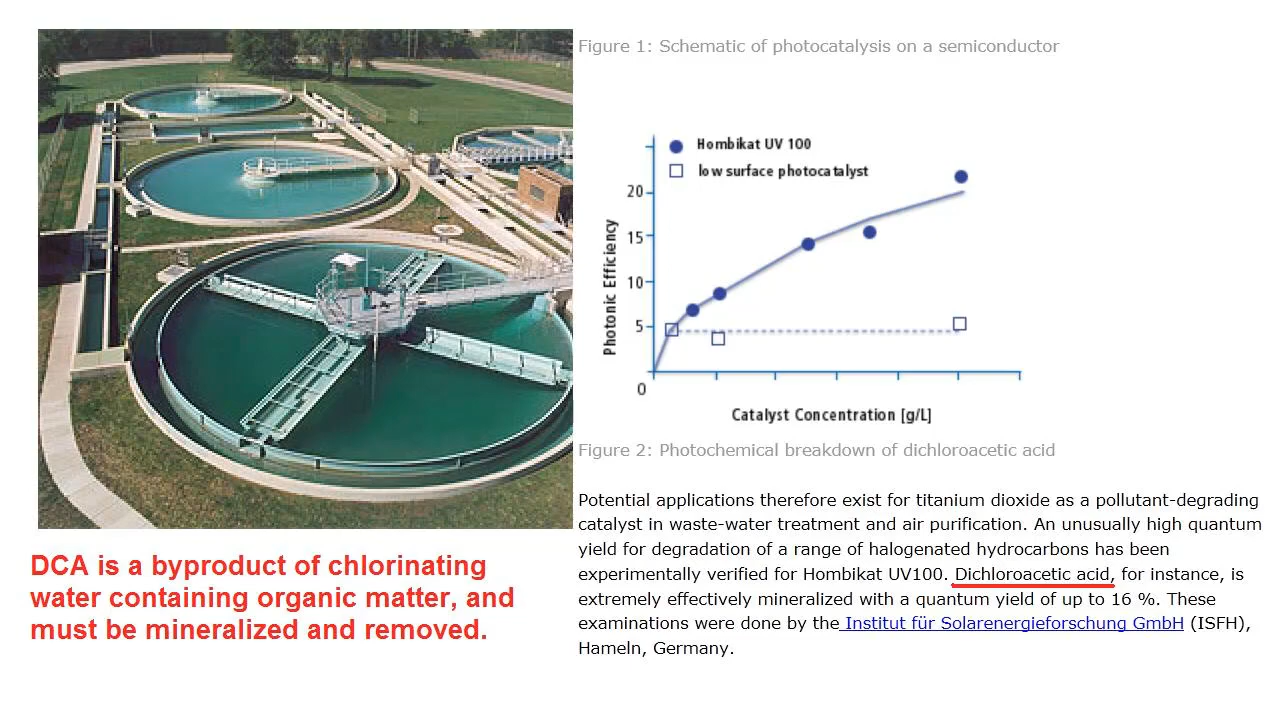 Figure 1: Schematic of photocatalysis on a semiconductor
Hombikat UV 100
low surface photocatalyst
20
15
10
5
0
Photonic Efficiency
Catalyst Concentration [g/L]
Figure 2: Photochemical breakdown of dichloroacetic acid
Potential applications therefore exist for titanium dioxide as a pollutant-degrading
catalyst in waste-water treatment and air purification. An unusually high quantum
yield for degradation of a range of halogenated hydrocarbons has been
experimentally verified for Hombikat UV100. Dichloroacetic acid, for instance, is
extremely effectively mineralized with a quantum yield of up to 16 %. These
examinations were done by the Institut für Solarenergieforschung GmbH (ISFH),
Hameln, Germany.
DCA is a byproduct of chlorinating
water containing organic matter, and
must be mineralized and removed.